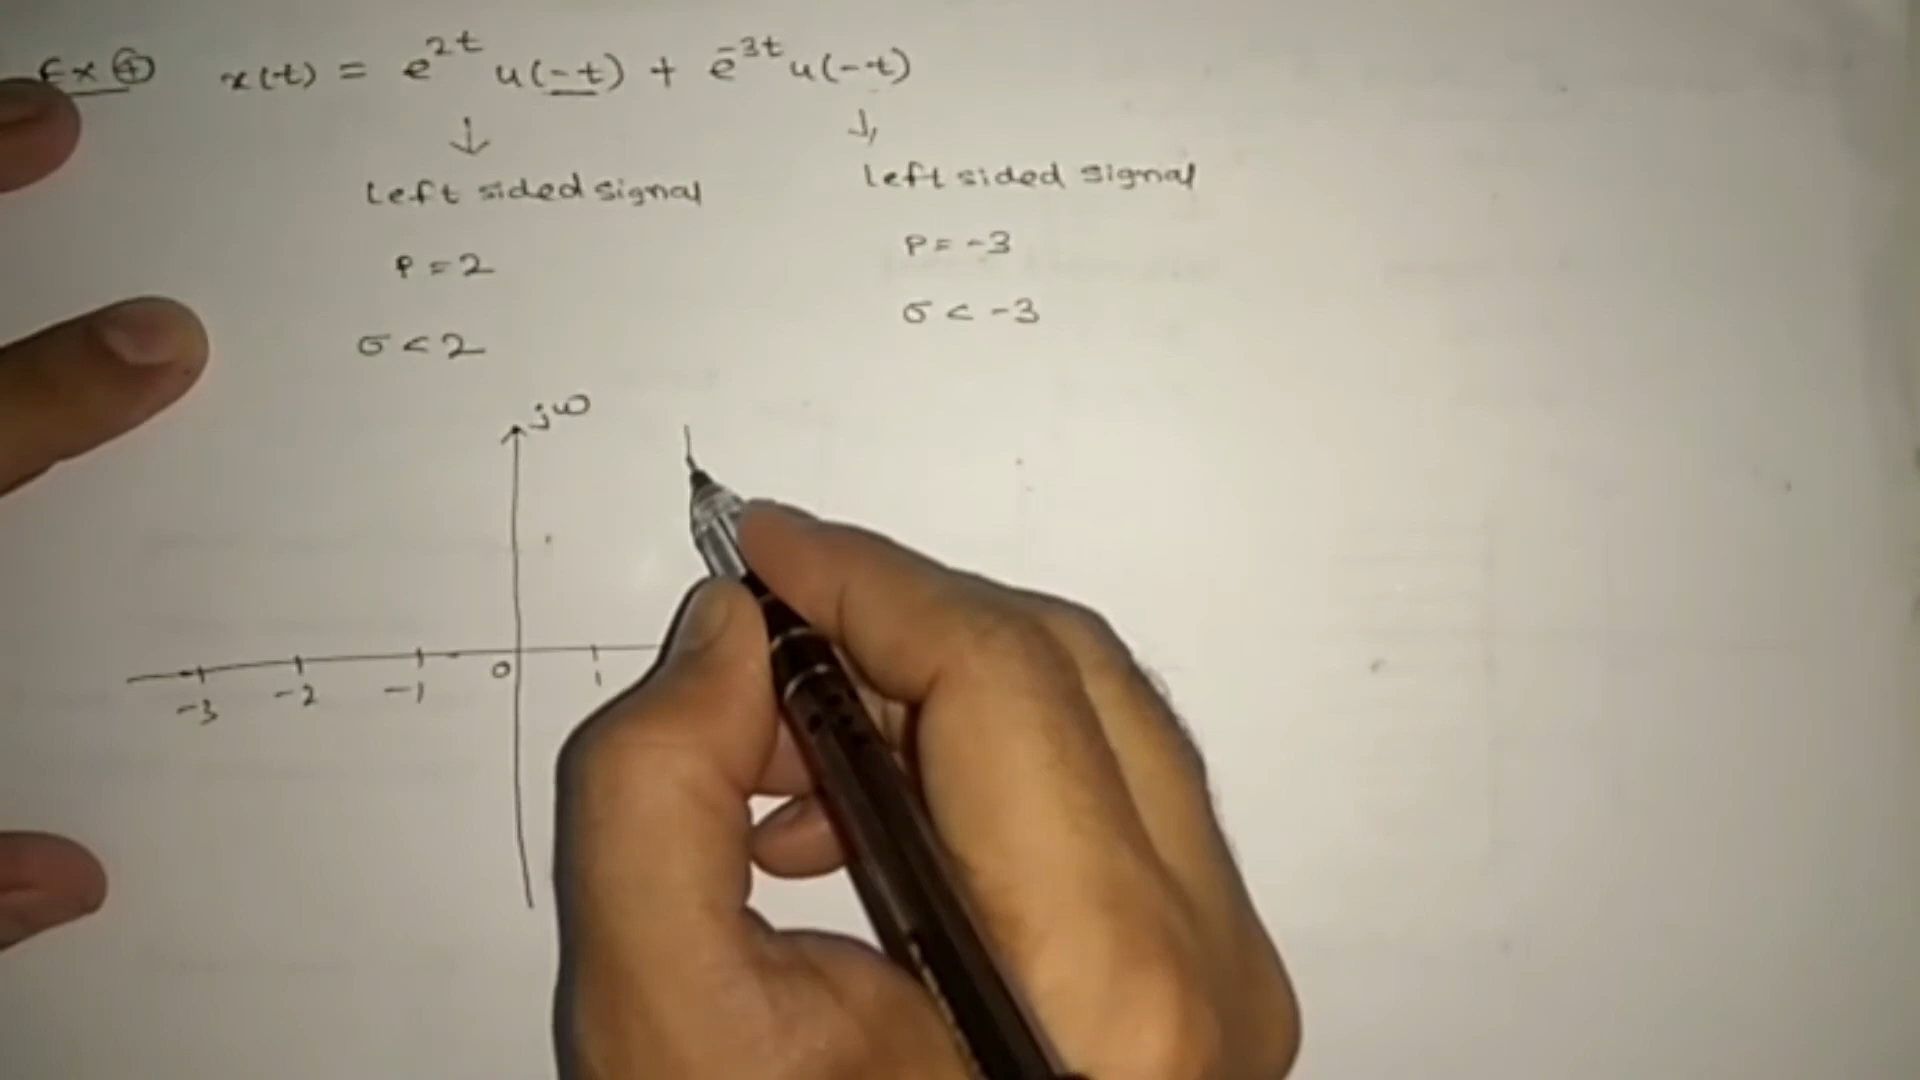 Ex ④ x(t) = e^{2t} u(-t) + e^{-3t} u(-t)
↓ ↓
Left sided signal Left sided signal
P = 2 P = -3
σ < 2 σ < -3
jω
-3 -2 -1 0 1